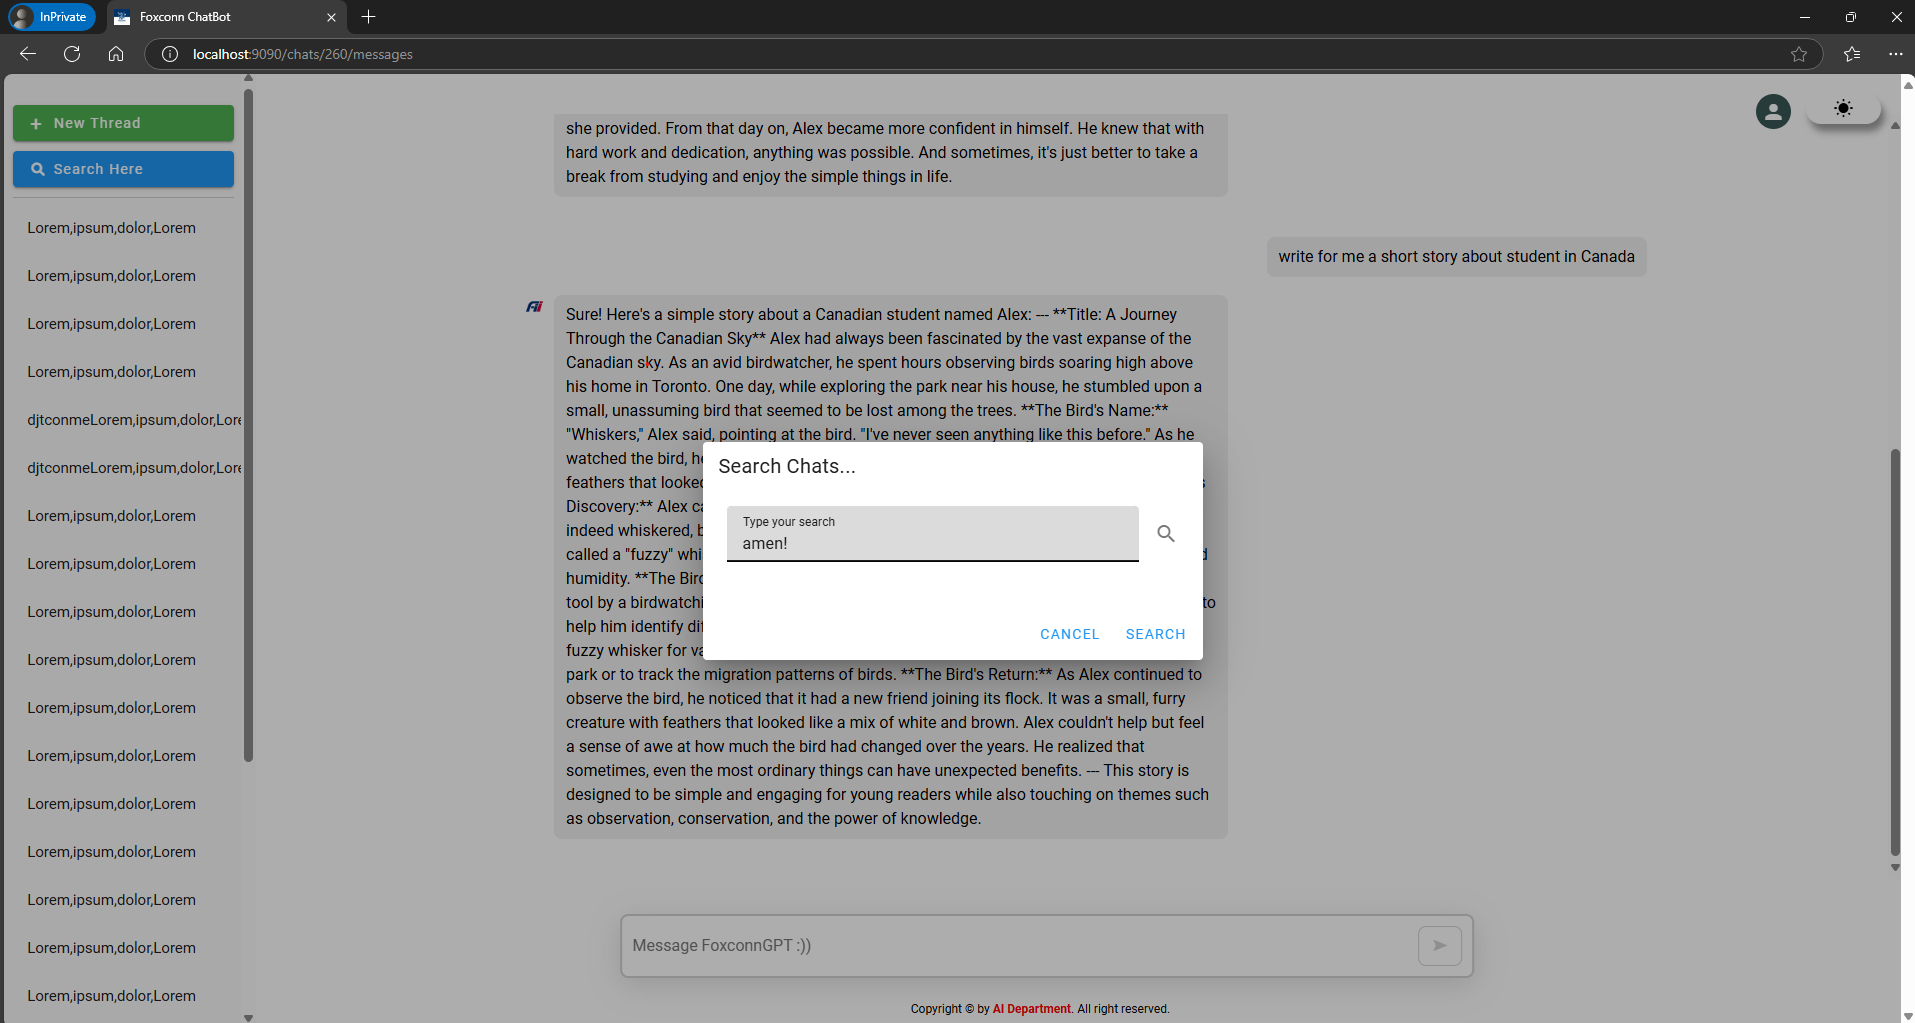 InPrivate
Foxconn ChatBot
localhost:9090/chats/260/messages
+ New Thread
Search Here
Lorem,ipsum,dolor,Lorem
Lorem,ipsum,dolor,Lorem
Lorem,ipsum,dolor,Lorem
Lorem,ipsum,dolor,Lorem
djtconmeLorem,ipsum,dolor,Lore
djtconmeLorem,ipsum,dolor,Lore
Lorem,ipsum,dolor,Lorem
Lorem,ipsum,dolor,Lorem
Lorem,ipsum,dolor,Lorem
Lorem,ipsum,dolor,Lorem
Lorem,ipsum,dolor,Lorem
Lorem,ipsum,dolor,Lorem
Lorem,ipsum,dolor,Lorem
Lorem,ipsum,dolor,Lorem
Lorem,ipsum,dolor,Lorem
Lorem,ipsum,dolor,Lorem
Lorem,ipsum,dolor,Lorem
she provided. From that day on, Alex became more confident in himself. He knew that with
hard work and dedication, anything was possible. And sometimes, it's just better to take a
break from studying and enjoy the simple things in life.
write for me a short story about student in Canada
Sure! Here's a simple story about a Canadian student named Alex: --- **Title: A Journey
Through the Canadian Sky** Alex had always been fascinated by the vast expanse of the
Canadian sky. As an avid birdwatcher, he spent hours observing birds soaring high above
his home in Toronto. One day, while exploring the park near his house, he stumbled upon a
small, unassuming bird that seemed to be lost among the trees. **The Bird's Name:**
"Whiskers," Alex said, pointing at the bird. "I've never seen anything like this before." As he
watched the bird, he
feathers that looked
Discovery:** Alex
indeed whiskered,
called a "fuzzy"
humidity. **The
tool by a
to
help him identify
fuzzy whisker for
park or to track the migration patterns of birds. **The Bird's Return:** As Alex continued to
observe the bird, he noticed that it had a new friend joining its flock. It was a small, furry
creature with feathers that looked like a mix of white and brown. Alex couldn't help but feel
a sense of awe at how much the bird had changed over the years. He realized that
sometimes, even the most ordinary things can have unexpected benefits. --- This story is
designed to be simple and engaging for young readers while also touching on themes such
as observation, conservation, and the power of knowledge.
Search Chats...
Type your search
amen!
CANCEL SEARCH
Message FoxconnGPT :))
Copyright © by AI Department. All right reserved.